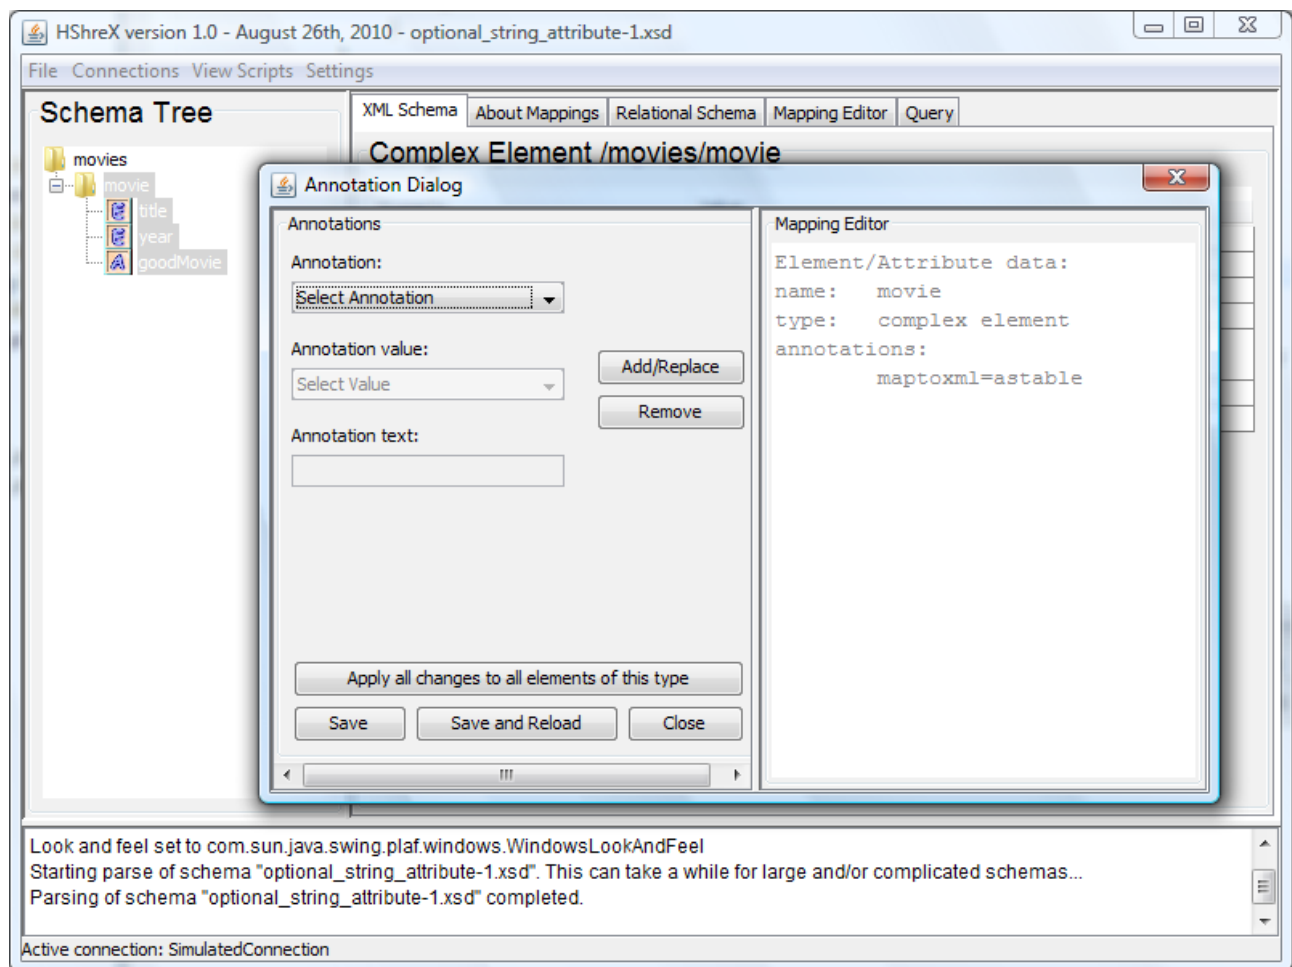 HShreX version 1.0 - August 26th, 2010 - optional_string_attribute-1.xsd
File Connections View Scripts Settings
Schema Tree
movies
movie
title
year
goodMovie
XML Schema About Mappings Relational Schema Mapping Editor Query
Complex Element /movies/movie
Annotation Dialog
Annotations
Annotation:
Select Annotation
Annotation value:
Select Value
Add/Replace
Remove
Annotation text:
Apply all changes to all elements of this type
Save Save and Reload Close
Mapping Editor
Element/Attribute data:
name: movie
type: complex element
annotations:
maptoxml=astable
Look and feel set to com.sun.java.swing.plaf.windows.WindowsLookAndFeel
Starting parse of schema "optional_string_attribute-1.xsd". This can take a while for large and/or complicated schemas...
Parsing of schema "optional_string_attribute-1.xsd" completed.
Active connection: SimulatedConnection